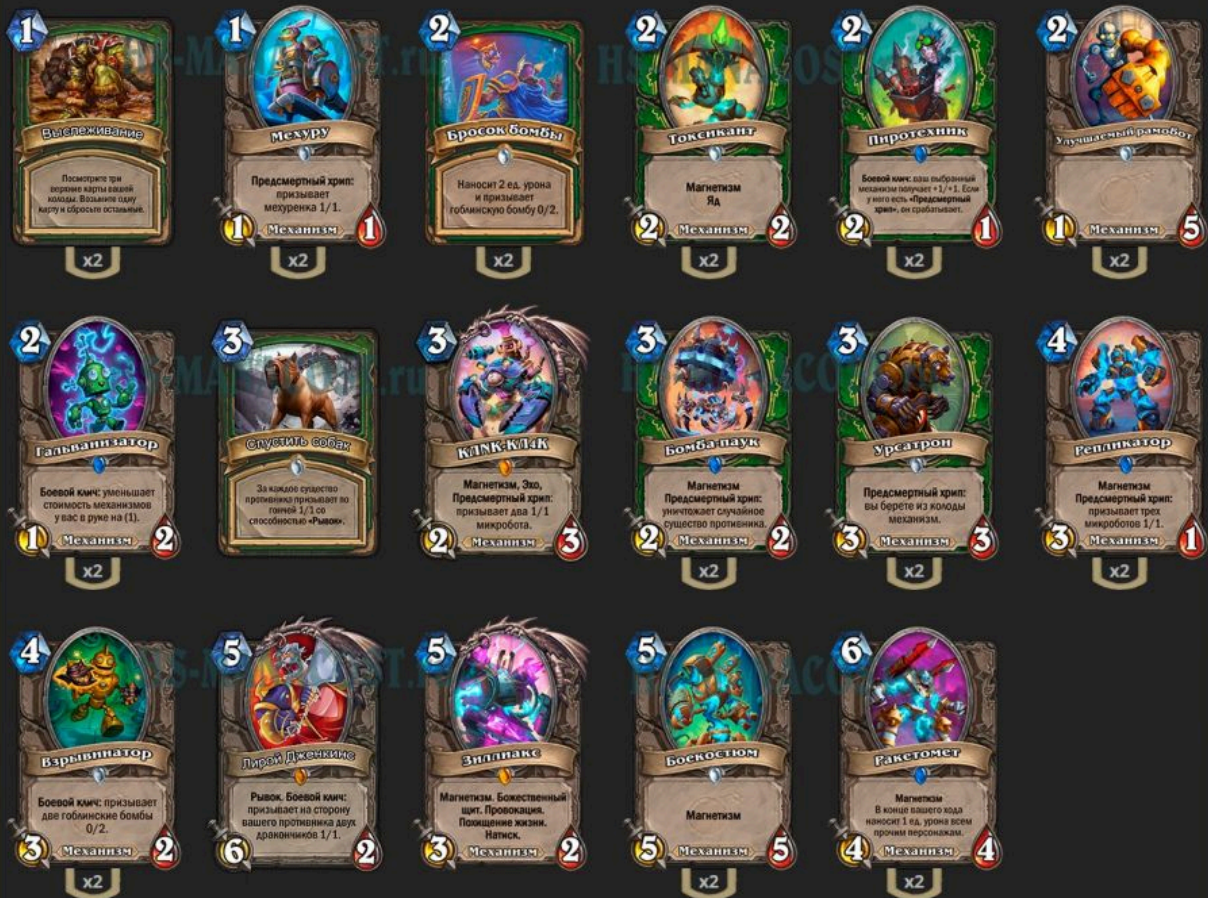 1
Выслеживание
Посмотрите три
верхние карты вашей
колоды. Возьмите одну
карту и сбросьте остальные.
x2
1
Мехуру
Предсмертный хрип:
призывает
мехуренка 1/1.
1 Механизм 1
x2
2
Бросок бомбы
Наносит 2 ед. урона
и призывает
гоблинскую бомбу 0/2.
x2
2
Токсикант
Магнетизм
Яд
2 Механизм 2
x2
2
Пиротехник
Боевой клич: ваш выбранный
механизм получает +1/+1. Если
у него есть «Предсмертный
хрип», он срабатывает.
2 1
x2
2
Улучшаемый рамобот
1 Механизм 5
x2
2
Гальванизатор
Боевой клич: уменьшает
стоимость механизмов
у вас в руке на (1).
1 Механизм 2
x2
3
Спустить собак
За каждое существо
противника призывает по
гончей 1/1 со
способностью «Рывок».
3
КЛNК-КЛ4К
Магнетизм, Эхо,
Предсмертный хрип:
призывает два 1/1
микробота.
2 Механизм 3
3
Бомба-паук
Магнетизм
Предсмертный хрип:
уничтожает случайное
существо противника.
2 Механизм 2
x2
3
Урсатрон
Предсмертный хрип:
вы берете из колоды
механизм.
3 Механизм 3
x2
4
Репликатор
Магнетизм
Предсмертный хрип:
призывает трех
микроботов 1/1.
3 Механизм 1
x2
4
Взрывинатор
Боевой клич: призывает
две гоблинские бомбы
0/2.
3 Механизм 2
x2
5
Лирой Дженкинс
Рывок. Боевой клич:
призывает на сторону
вашего противника двух
дракончиков 1/1.
6 2
5
Зиллиакс
Магнетизм. Божественный
щит. Провокация.
Похищение жизни.
Натиск.
3 Механизм 2
5
Боекостюм
Магнетизм
5 Механизм 5
x2
6
Ракетомет
Магнетизм
В конце вашего хода
наносит 1 ед. урона всем
прочим персонажам.
4 Механизм 4
x2